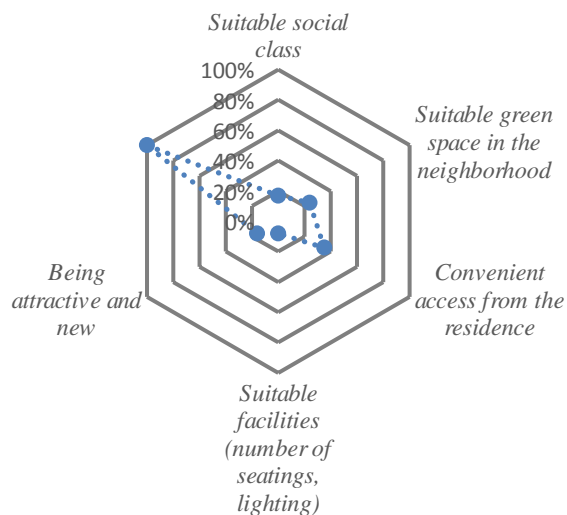 Suitable social
class
100%
80%
60%
40%
20%
0%
Suitable green
space in the
neighborhood
Convenient
access from the
residence
Suitable
facilities
(number of
seatings,
lighting)
Being
attractive and
new